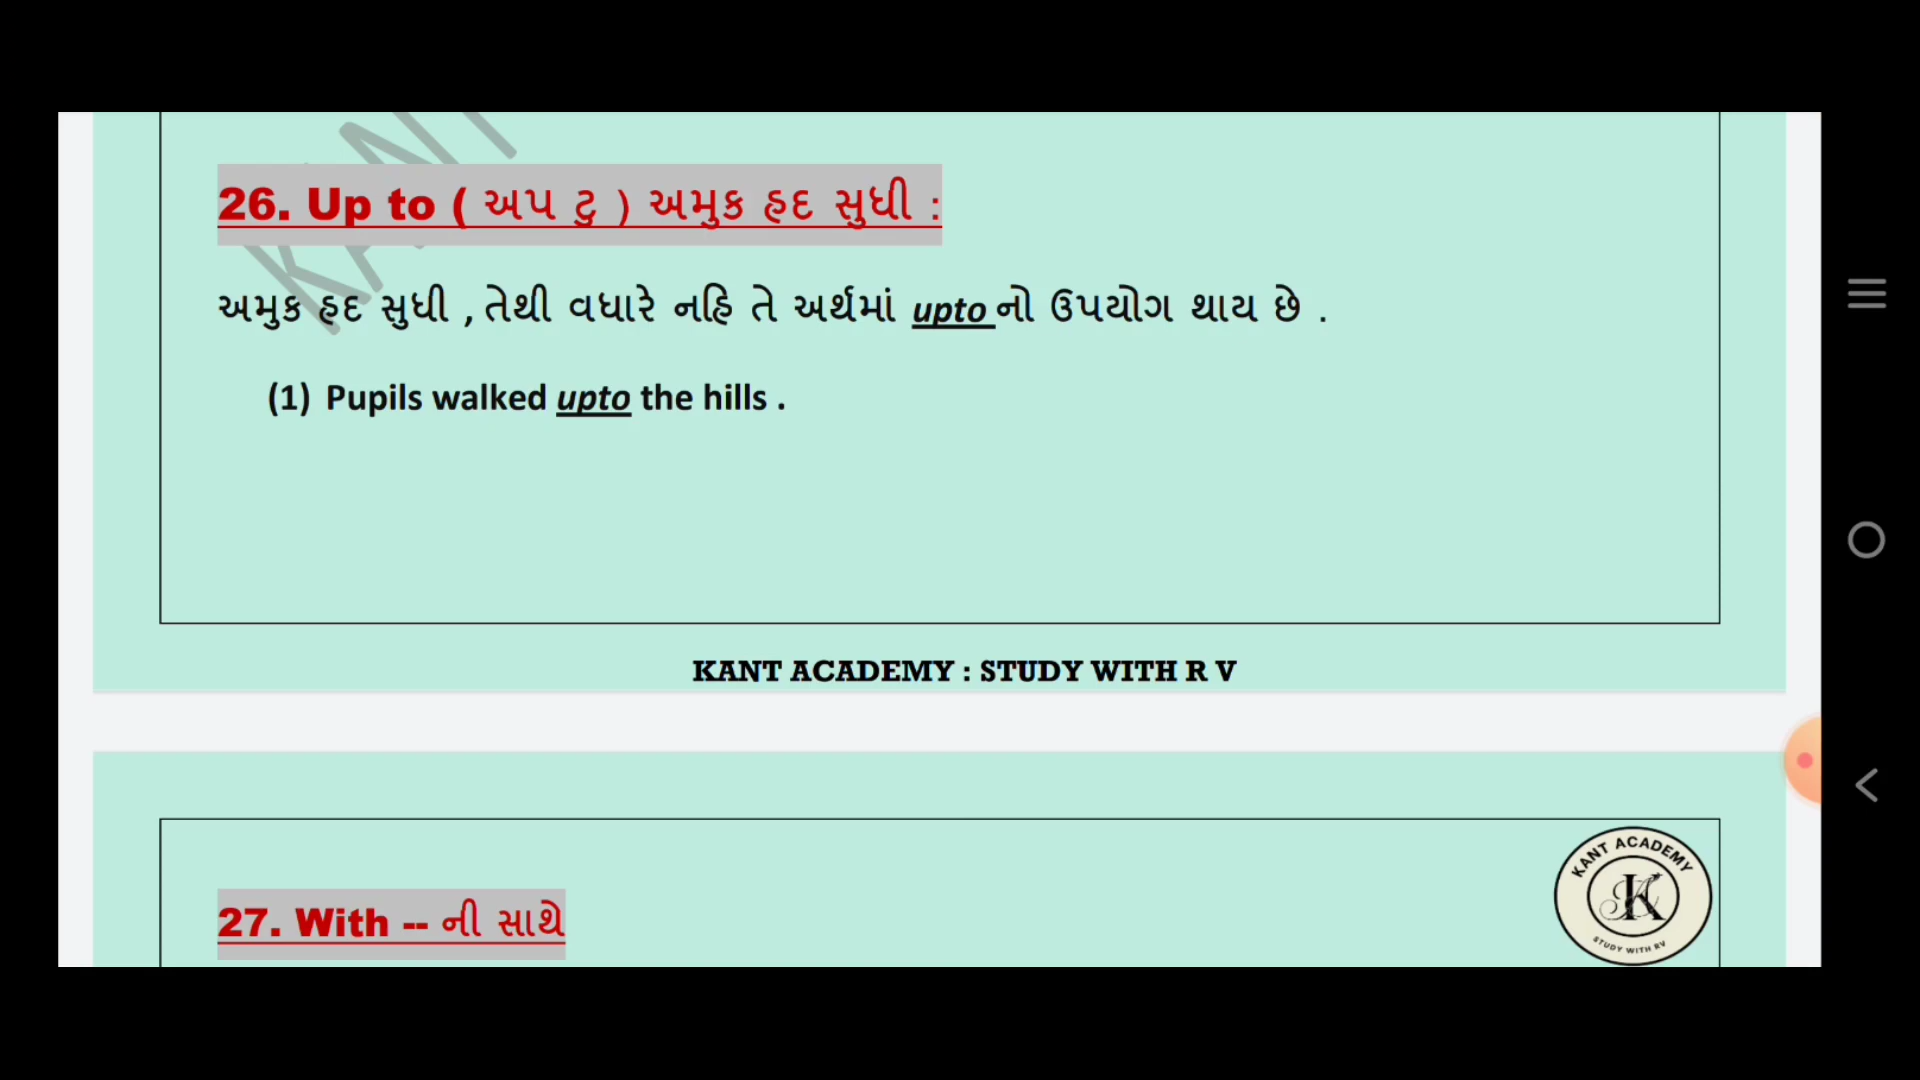 26. Up to ( અપ ટુ ) અમુક હદ સુધી :
અમુક હદ સુધી , તેથી વધારે નહિ તે અર્થમાં upto નો ઉપયોગ થાય છે .
(1) Pupils walked upto the hills .
KANT ACADEMY : STUDY WITH R V
KANT ACADEMY
K
STUDY WITH RV
27. With -- ની સાથે